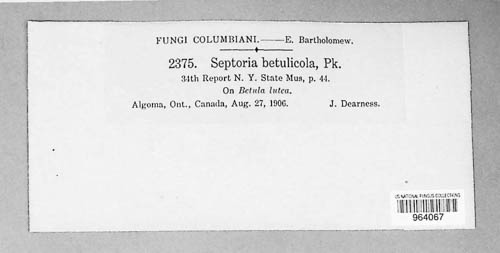 FUNGI COLUMBIANI.——E. Bartholomew.
2375. Septoria betulicola, Pk.
34th Report N. Y. State Mus, p. 44.
On Betula lutea.
Algoma, Ont., Canada, Aug. 27, 1906. J. Dearness.
US NATIONAL FUNGUS COLLECTIONS
964067